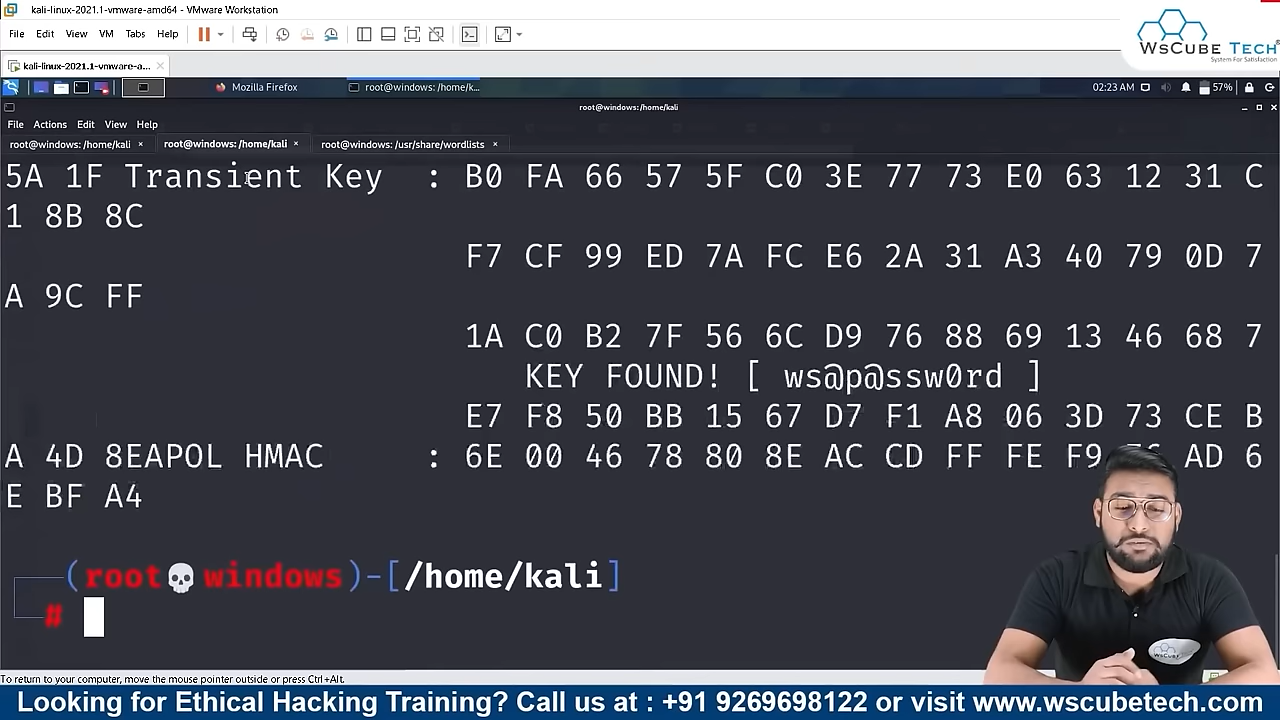 kali-linux-2021.1-vmware-amd64 - VMware Workstation
File Edit View VM Tabs Help
WsCube Tech
System For Satisfaction
kali-linux-2021.1-vmware-a...
Mozilla Firefox
root@windows: /home/k...
02:23 AM
57%
root@windows: /home/kali
File Actions Edit View Help
root@windows: /home/kali
root@windows: /home/kali
root@windows: /usr/share/wordlists
5A 1F Transient Key : B0 FA 66 57 5F C0 3E 77 73 E0 63 12 31 C
1 8B 8C
F7 CF 99 ED 7A FC E6 2A 31 A3 40 79 0D 7
A 9C FF
1A C0 B2 7F 56 6C D9 76 88 69 13 46 68 7
KEY FOUND! [ ws@p@ssw0rd ]
E7 F8 50 BB 15 67 D7 F1 A8 06 3D 73 CE B
A 4D 8EAPOL HMAC : 6E 00 46 78 80 8E AC CD FF FE F9 AD 6
E BF A4
(root💀windows)-[/home/kali]
#
WsCube Tech
To return to your computer, move the mouse pointer outside or press Ctrl+Alt.
Looking for Ethical Hacking Training? Call us at : +91 9269698122 or visit www.wscubetech.com